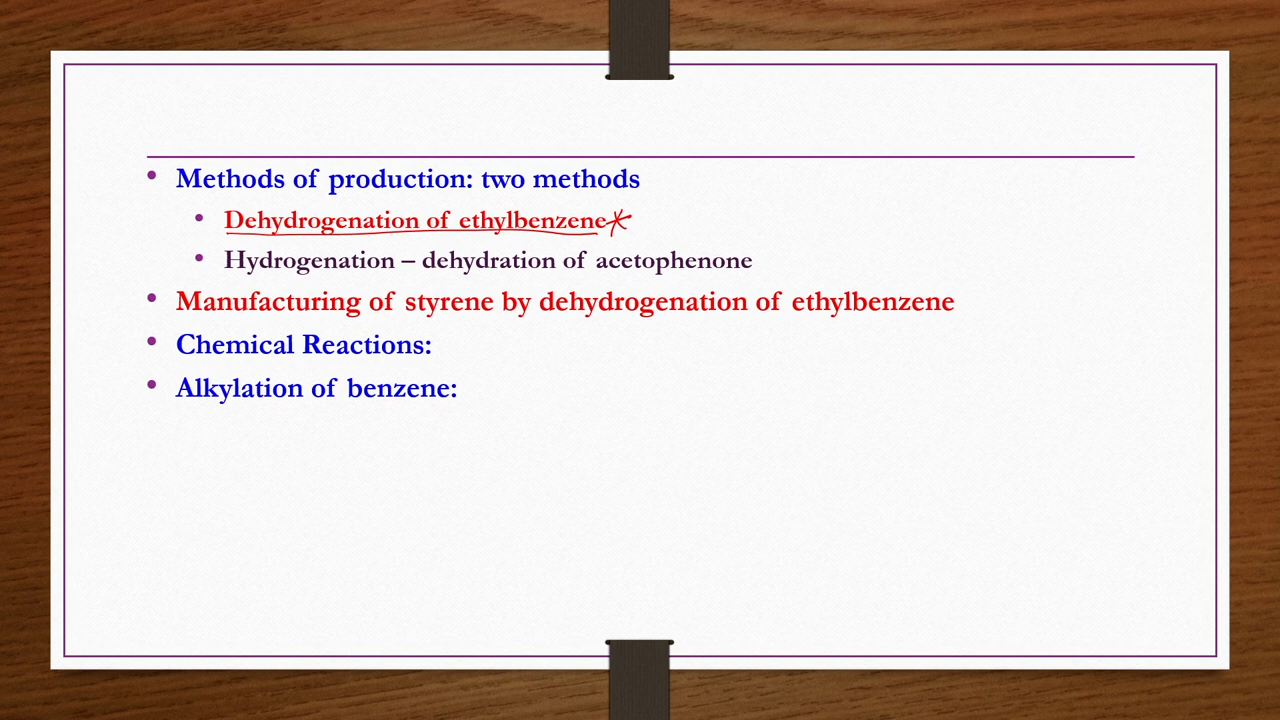 Methods of production: two methods
Dehydrogenation of ethylbenzene*
Hydrogenation – dehydration of acetophenone
Manufacturing of styrene by dehydrogenation of ethylbenzene
Chemical Reactions:
Alkylation of benzene: